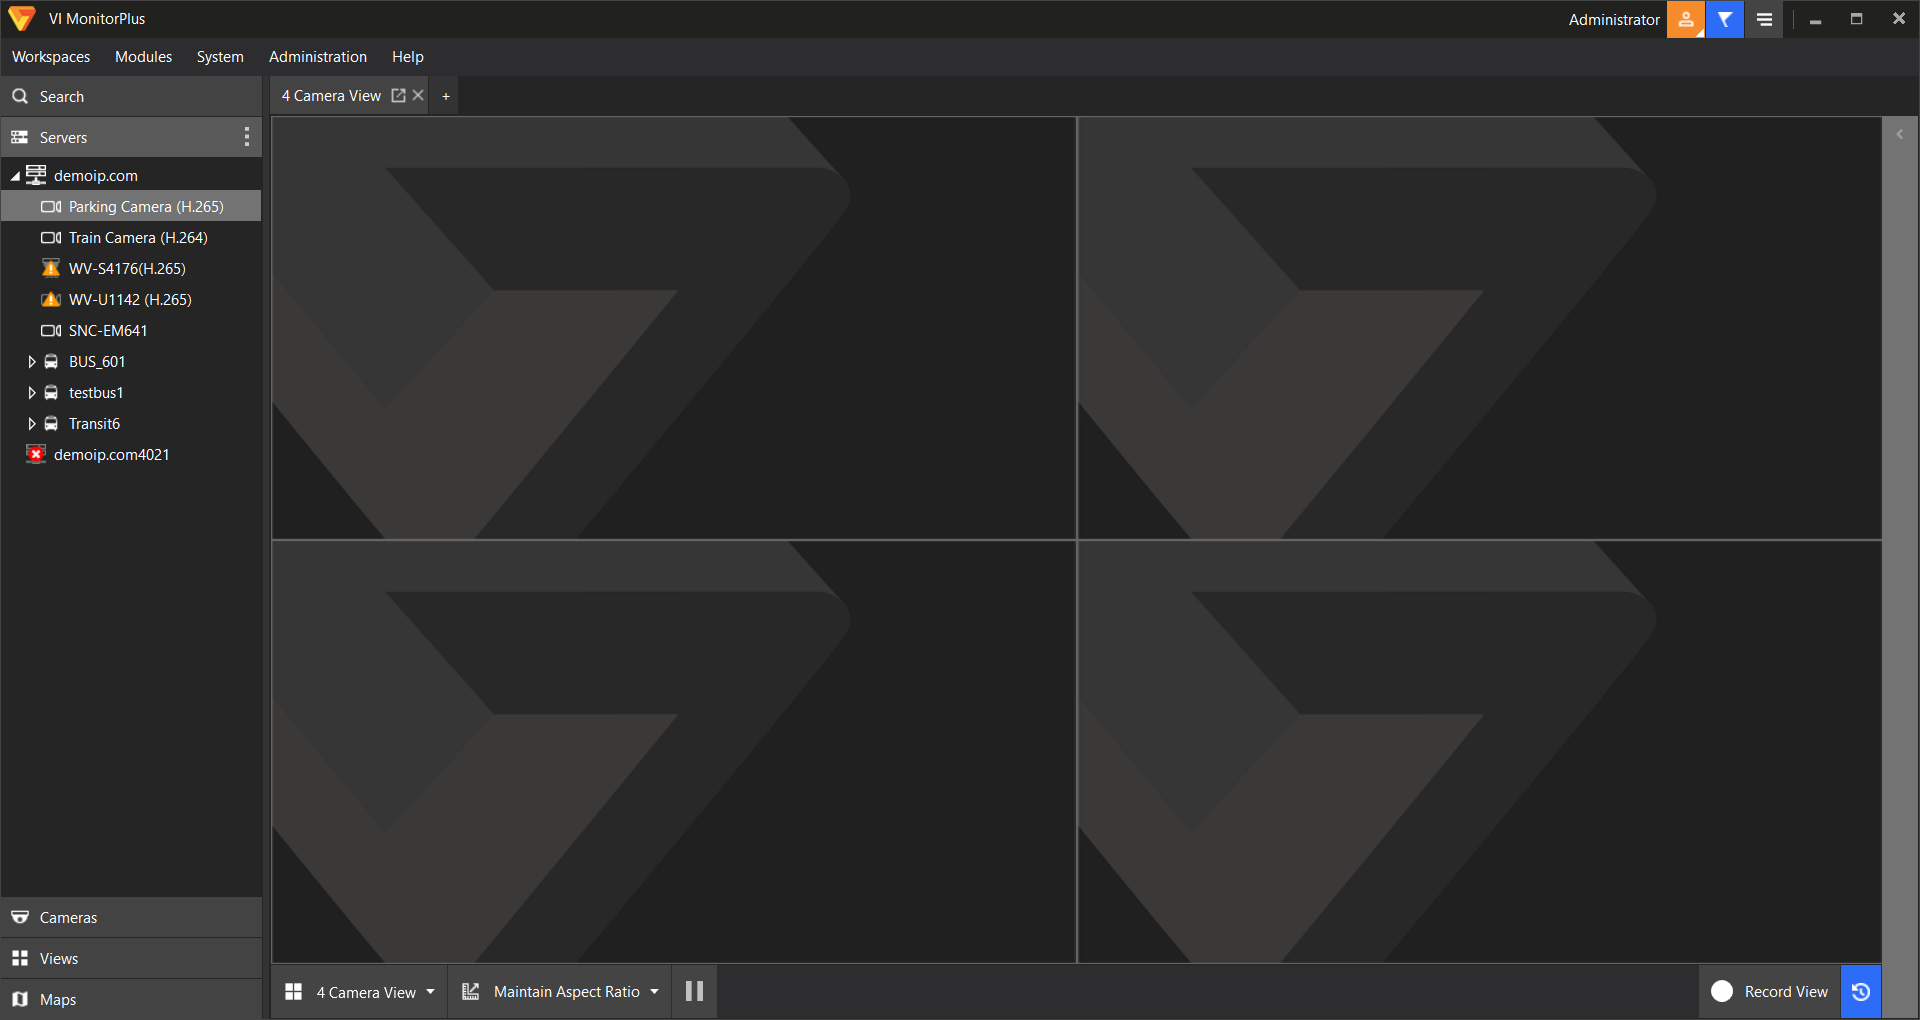 VI MonitorPlus
Administrator
Workspaces Modules System Administration Help
Search
4 Camera View +
Servers
demoip.com
Parking Camera (H.265)
Train Camera (H.264)
WV-S4176(H.265)
WV-U1142 (H.265)
SNC-EM641
BUS_601
testbus1
Transit6
demoip.com4021
Cameras
Views
Maps
4 Camera View
Maintain Aspect Ratio
Record View